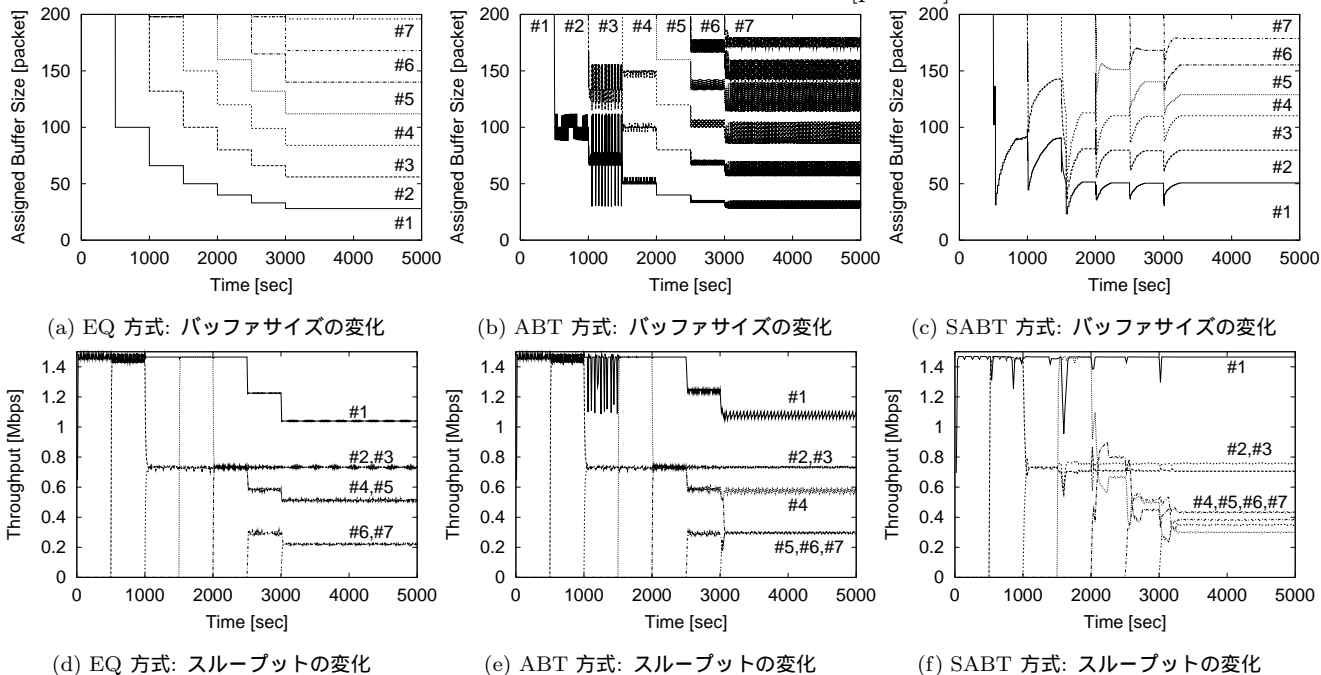 200
150
100
50
0
Assigned Buffer Size [packet]
#7
#6
#5
#4
#3
#2
#1
0 1000 2000 3000 4000 5000
Time [sec]
(a) EQ 方式: バッファサイズの変化
200
150
100
50
0
Assigned Buffer Size [packet]
#1 #2 #3 #4 #5 #6 #7
0 1000 2000 3000 4000 5000
Time [sec]
(b) ABT 方式: バッファサイズの変化
200
150
100
50
0
Assigned Buffer Size [packet]
#7
#6
#5
#4
#3
#2
#1
0 1000 2000 3000 4000 5000
Time [sec]
(c) SABT 方式: バッファサイズの変化
1.4
1.2
1
0.8
0.6
0.4
0.2
0
Throughput [Mbps]
#1
#2,#3
#4,#5
#6,#7
0 1000 2000 3000 4000 5000
Time [sec]
(d) EQ 方式: スループットの変化
1.4
1.2
1
0.8
0.6
0.4
0.2
0
Throughput [Mbps]
#1
#2,#3
#4
#5,#6,#7
0 1000 2000 3000 4000 5000
Time [sec]
(e) ABT 方式: スループットの変化
1.4
1.2
1
0.8
0.6
0.4
0.2
0
Throughput [Mbps]
#1
#2,#3
#4,#5,#6,#7
0 1000 2000 3000 4000 5000
Time [sec]
(f) SABT 方式: スループットの変化